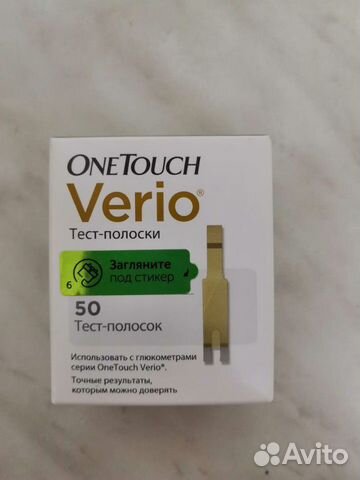 ONETOUCH
Verio®
Тест-полоски
Загляните
под стикер
6
50
Тест-полосок
Использовать с глюкометрами
серии OneTouch Verio®.
Точные результаты,
которым можно доверять
Avito